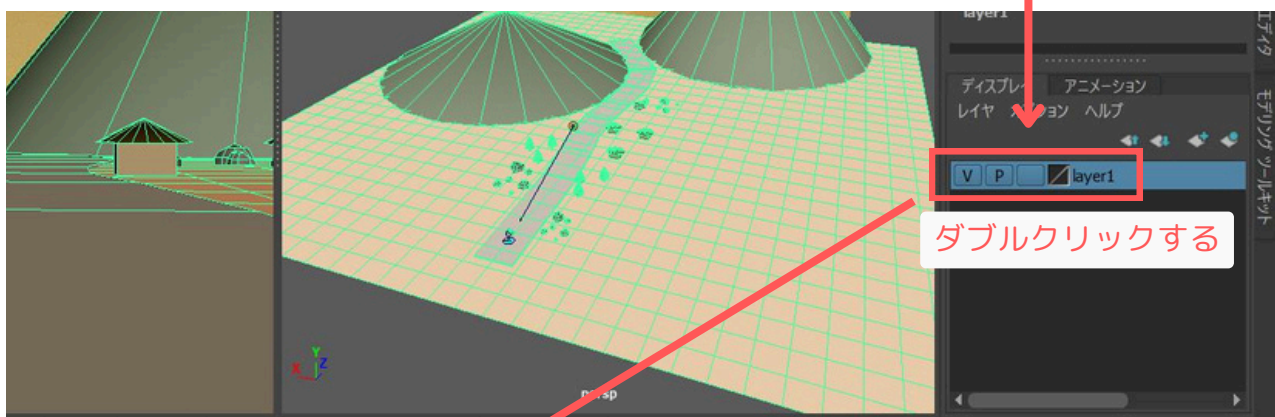 layer1
エディタ
ディスプレイ アニメーション
レイヤ ヘルプ
モデリング ツールキット
V P layer1
ダブルクリックする
Y
X Z
persp